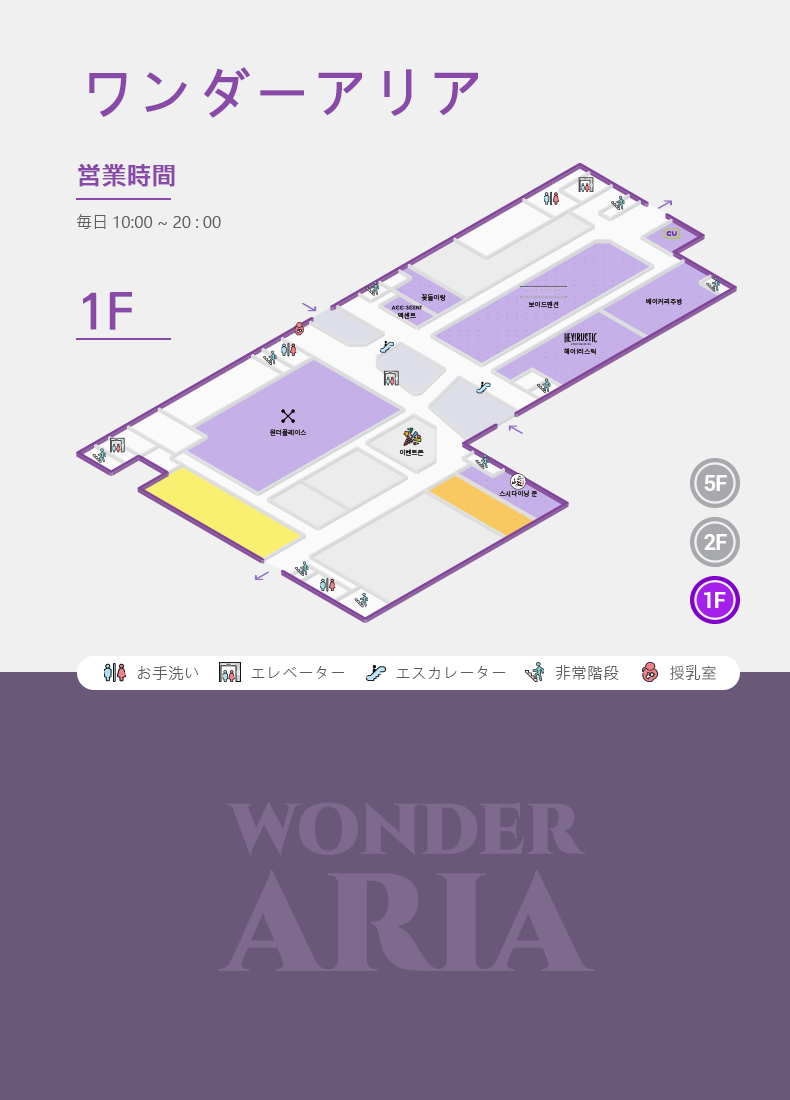 ワンダーアリア
営業時間
毎日 10:00 ~ 20 : 00
1F
CU
꽃들이랑
ACC:SCENT
액센트
보이드펜션
베이커리주방
HEY!RUSTIC
헤이!러스틱
원더플레이스
이벤트존
스시다이닝 쿤
5F
2F
1F
お手洗い
エレベーター
エスカレーター
非常階段
授乳室
WONDER
ARIA